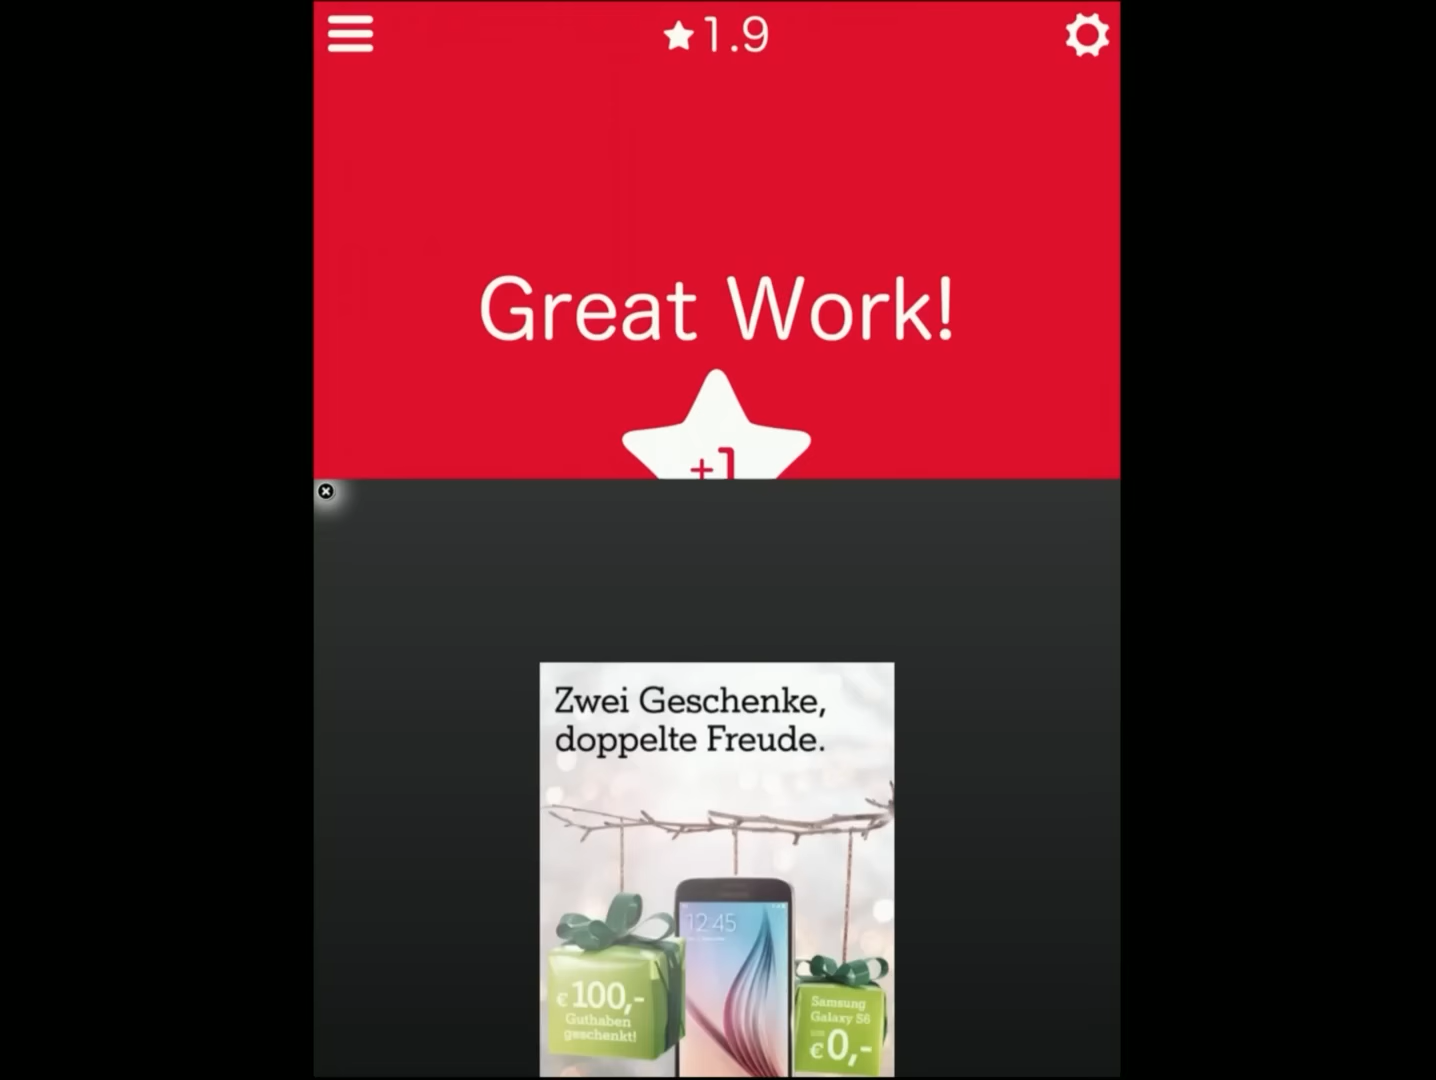 1.9
Great Work!
+1
Zwei Geschenke,
doppelte Freude.
12:45
€100,-
Guthaben
geschenkt!
Samsung
Galaxy S6
€0,-